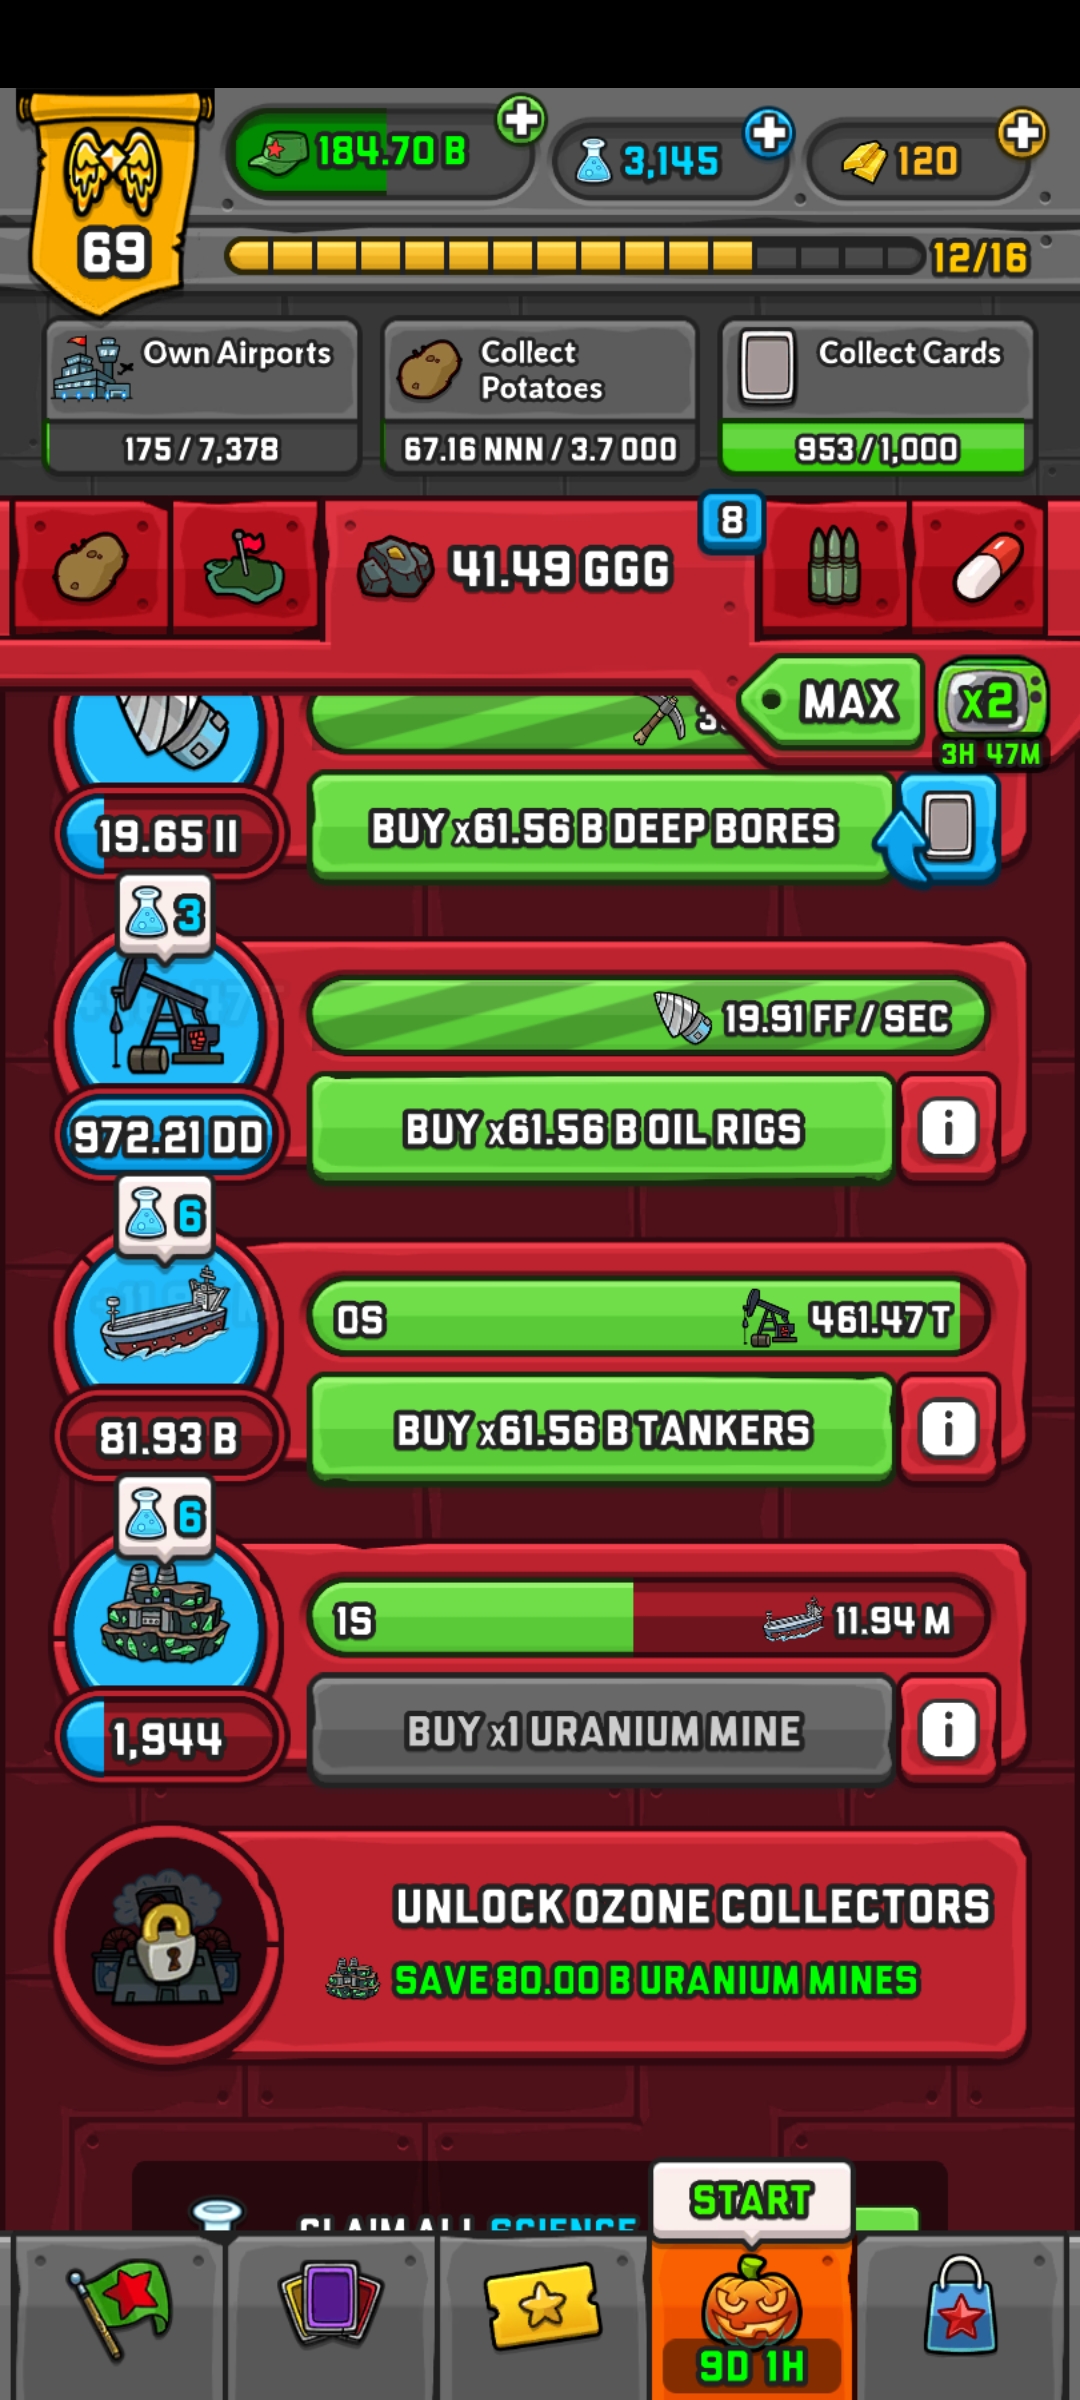 184.70 B
3,145
120
69
12/16
Own Airports
175 / 7,378
Collect
Potatoes
67.16 NNN / 3.7 OOO
Collect Cards
953 / 1,000
41.49 GGG
8
MAX
x2
3H 47M
19.65 II
BUY x61.56 B DEEP BORES
3
19.91 FF / SEC
972.21 DD
BUY x61.56 B OIL RIGS
6
0S
461.47 T
81.93 B
BUY x61.56 B TANKERS
6
1S
11.94 M
1,944
BUY x1 URANIUM MINE
UNLOCK OZONE COLLECTORS
SAVE 80.00 B URANIUM MINES
CLAIM ALL SCIENCE
START
9D 1H